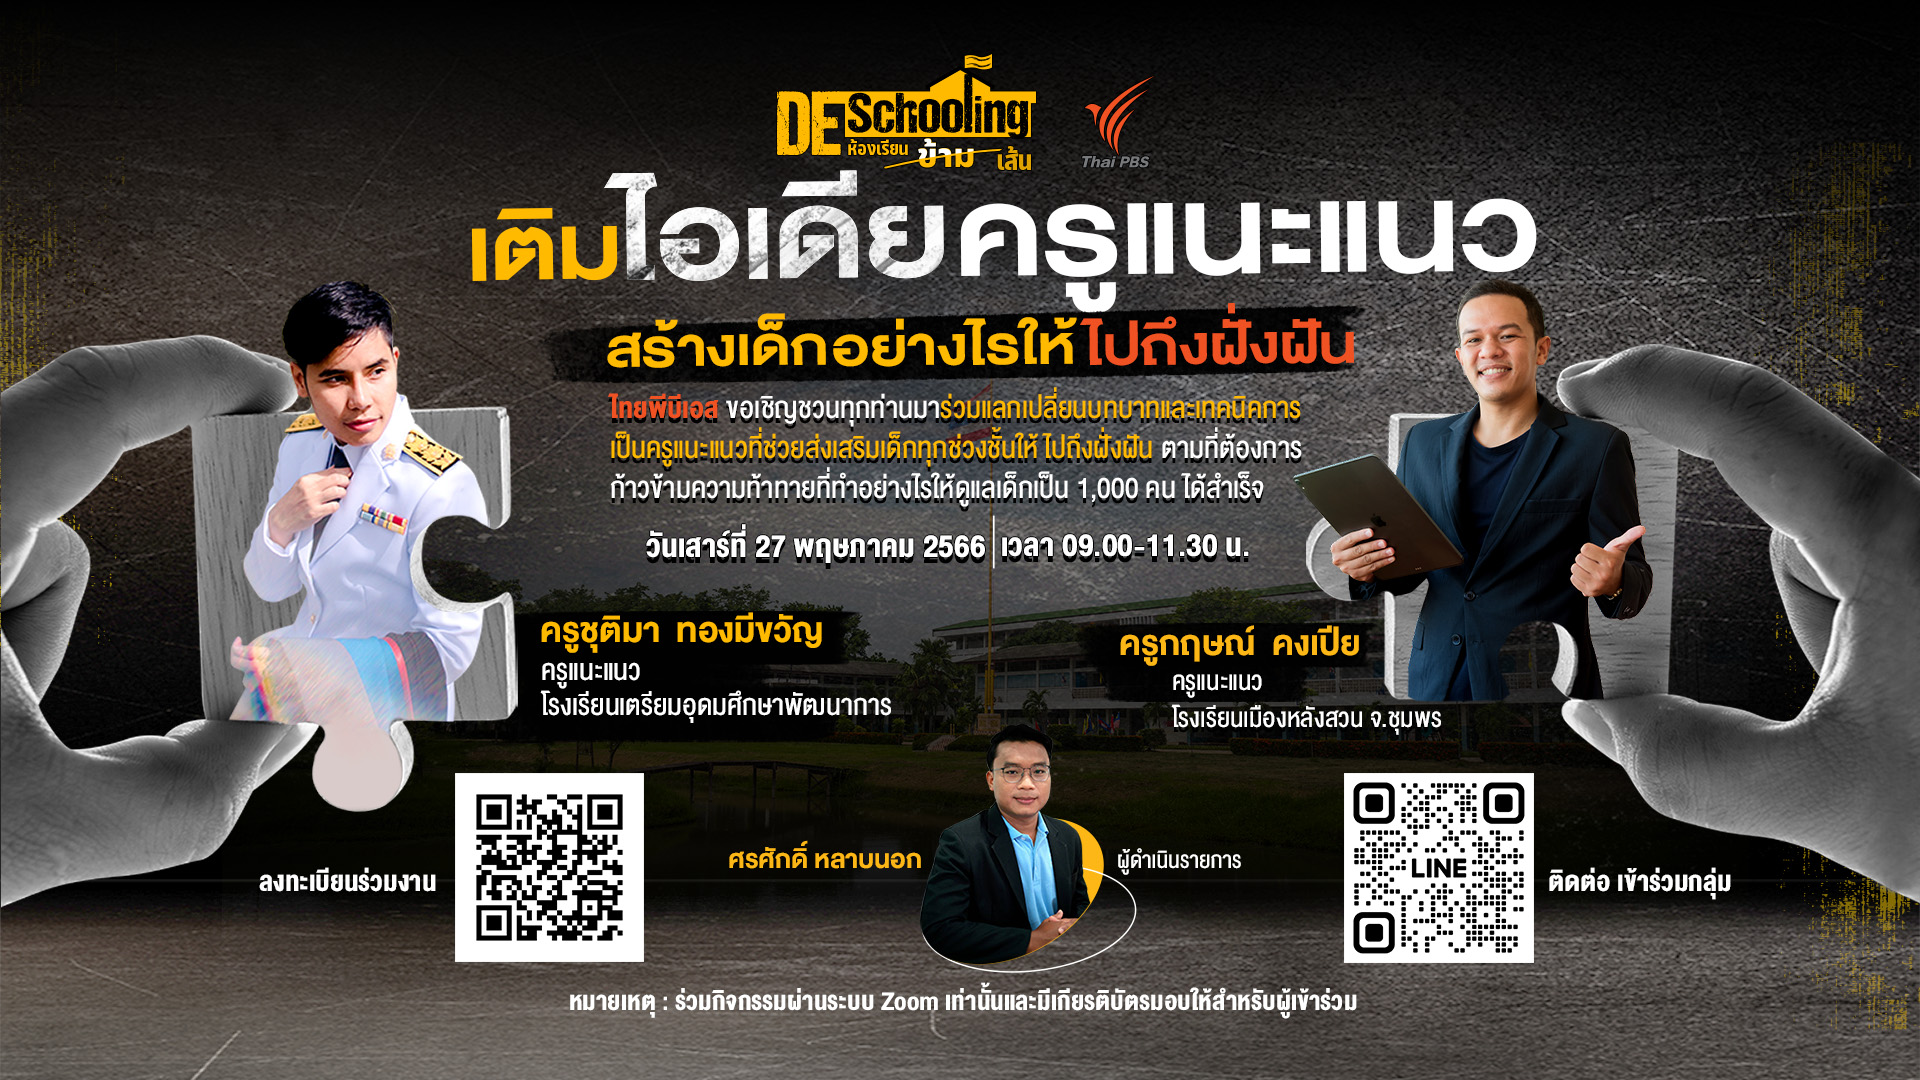 DESchooling
ห้องเรียน ข้าม เส้น
Thai PBS
เติมไอเดียครูแนะแนว
สร้างเด็กอย่างไรให้ ไปถึงฝั่งฝัน
ไทยพีบีเอส ขอเชิญชวนทุกท่านมาร่วมแลกเปลี่ยนบทบาทและเทคนิคการ
เป็นครูแนะแนวที่ช่วยส่งเสริมเด็กทุกช่วงชั้นให้ ไปถึงฝั่งฝัน ตามที่ต้องการ
ก้าวข้ามความท้าทายที่ทำอย่างไรให้ดูแลเด็กเป็น 1,000 คน ได้สำเร็จ
วันเสาร์ที่ 27 พฤษภาคม 2566 | เวลา 09.00-11.30 น.
ครูชุติมา ทองมีขวัญ
ครูแนะแนว
โรงเรียนเตรียมอุดมศึกษาพัฒนาการ
ครูกฤษณ์ คงเปีย
ครูแนะแนว
โรงเรียนเมืองหลังสวน จ.ชุมพร
ลงทะเบียนร่วมงาน
ศรศักดิ์ หลาบนอก
ผู้ดำเนินรายการ
LINE
ติดต่อ เข้าร่วมกลุ่ม
หมายเหตุ : ร่วมกิจกรรมผ่านระบบ Zoom เท่านั้นและมีเกียรติบัตรมอบให้สำหรับผู้เข้าร่วม